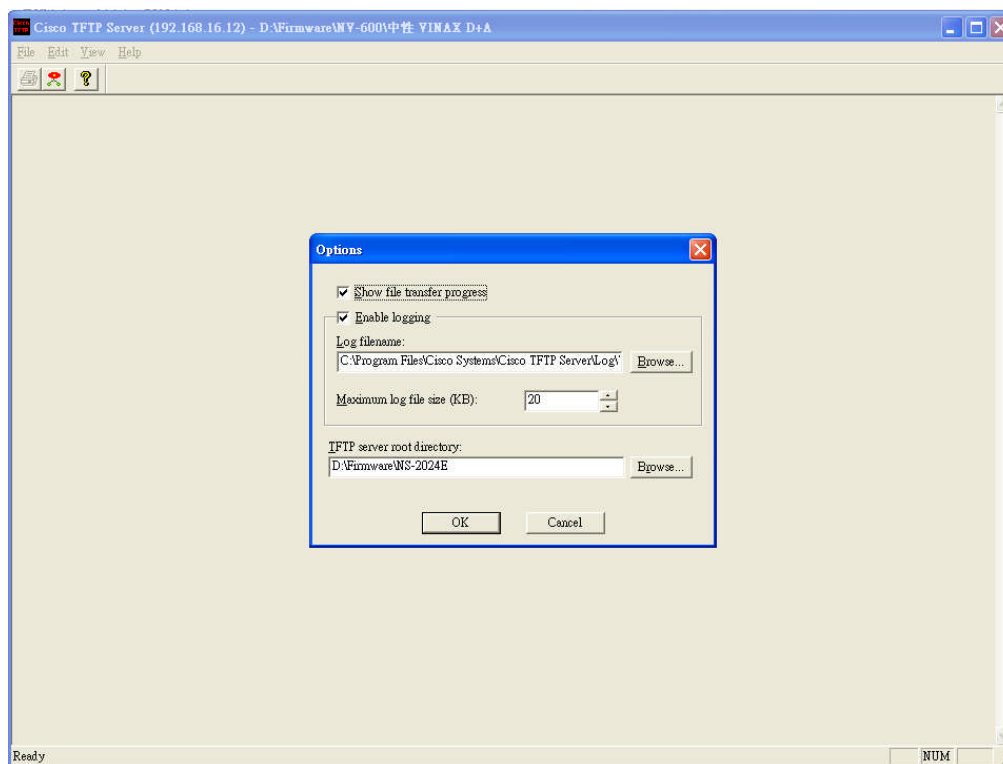 Cisco TFTP Server (192.168.16.12) - D:\Firmware\NV-600\中性 VINAX D+A
File Edit View Help
Options
Show file transfer progress
Enable logging
Log filename:
C:\Program Files\Cisco Systems\Cisco TFTP Server\Log\
Browse...
Maximum log file size (KB):
20
TFTP server root directory:
D:\Firmware\NS-2024E
Browse...
OK
Cancel
Ready
NUM